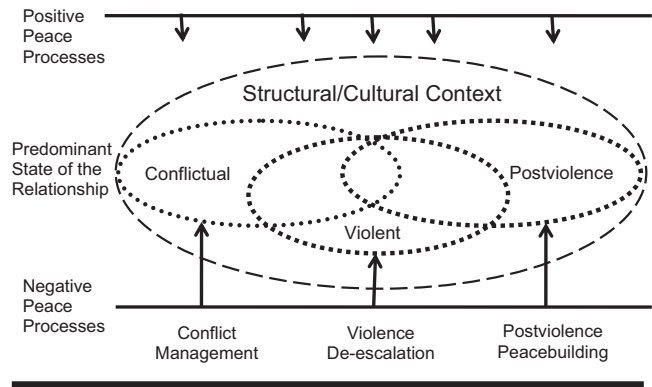 Positive
Peace
Processes
Structural/Cultural Context
Predominant
State of the
Relationship
Conflictual
Postviolence
Violent
Negative
Peace
Processes
Conflict
Management
Violence
De-escalation
Postviolence
Peacebuilding